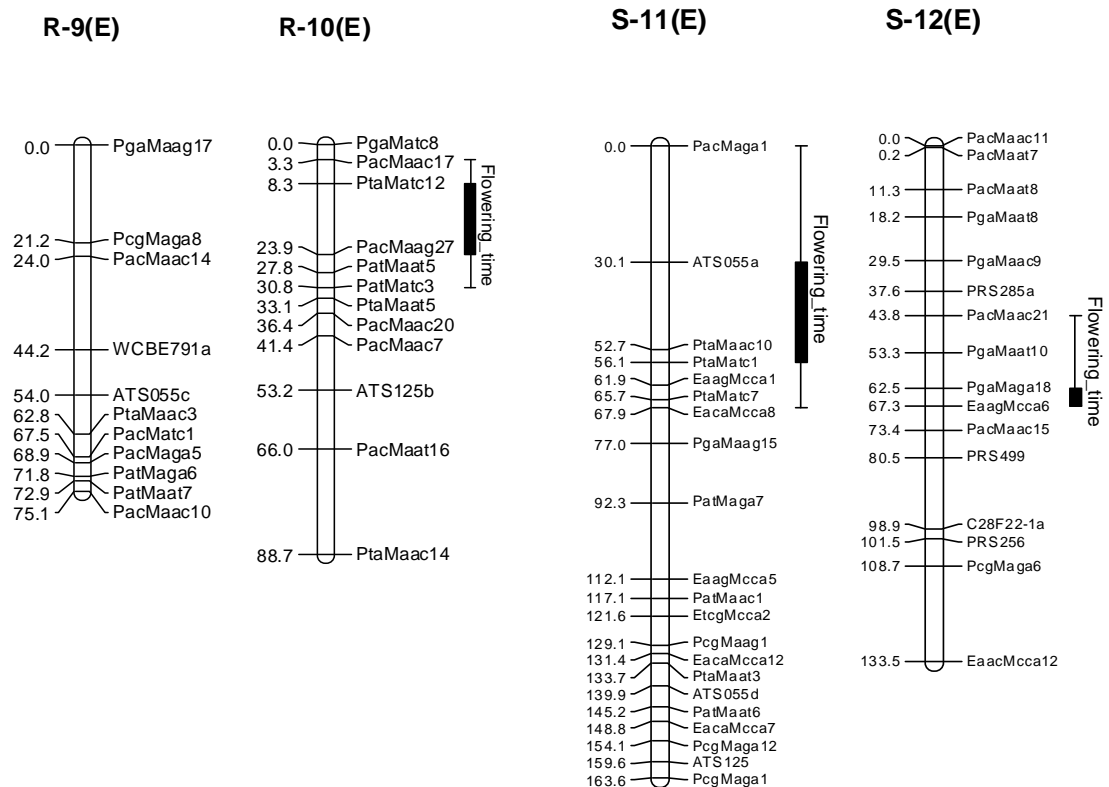 R-9(E)
0.0 PgaMaag17
21.2 PcgMaga8
24.0 PacMaac14
44.2 WCBE791a
54.0 ATS055c
62.8 PtaMaac3
67.5 PacMatc1
68.9 PacMaga5
71.8 PatMaga6
72.9 PatMaat7
75.1 PacMaac10
R-10(E)
0.0 PgaMatc8
3.3 PacMaac17
8.3 PtaMatc12
23.9 PacMaag27
27.8 PatMaat5
30.8 PatMatc3
33.1 PtaMaat5
36.4 PacMaac20
41.4 PacMaac7
53.2 ATS125b
66.0 PacMaat16
88.7 PtaMaac14
Flowering_time
S-11(E)
0.0 PacMaga1
30.1 ATS055a
52.7 PtaMaac10
56.1 PtaMatc1
61.9 EaagMcca1
65.7 PtaMatc7
67.9 EacaMcca8
77.0 PgaMaag15
92.3 PatMaga7
112.1 EaagMcca5
117.1 PatMaac1
121.6 EtcgMcca2
129.1 PcgMaag1
131.4 EacaMcca12
133.7 PtaMaat3
139.9 ATS055d
145.2 PatMaat6
148.8 EacaMcca7
154.1 PcgMaga12
159.6 ATS125
163.6 PcgMaga1
Flowering_time
S-12(E)
0.0 PacMaac11
0.2 PacMaat7
11.3 PacMaat8
18.2 PgaMaat8
29.5 PgaMaac9
37.6 PRS285a
43.8 PacMaac21
53.3 PgaMaat10
62.5 PgaMaga18
67.3 EaagMcca6
73.4 PacMaac15
80.5 PRS499
98.9 C28F22-1a
101.5 PRS256
108.7 PcgMaga6
133.5 EaacMcca12
Flowering_time